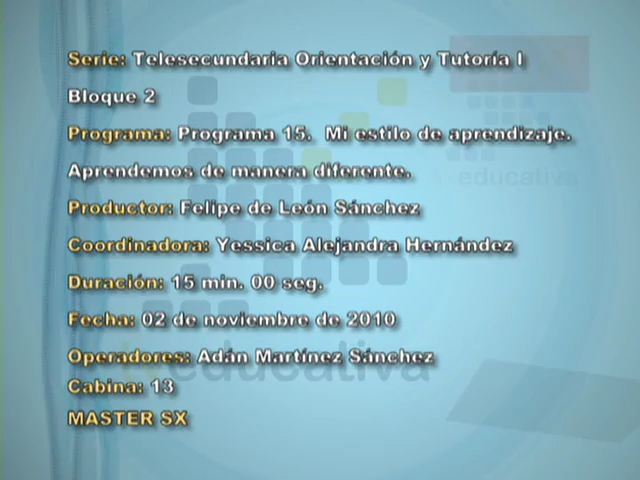 Serie: Telesecundaria Orientación y Tutoría I
Bloque 2
Programa: Programa 15. Mi estilo de aprendizaje.
Aprendemos de manera diferente.
educativa
Productor: Felipe de León Sánchez
Coordinadora: Yessica Alejandra Hernández
Duración: 15 min. 00 seg.
Fecha: 02 de noviembre de 2010
Operadores: Adán Martínez Sánchez
educativa
Cabina: 13
MASTER SX